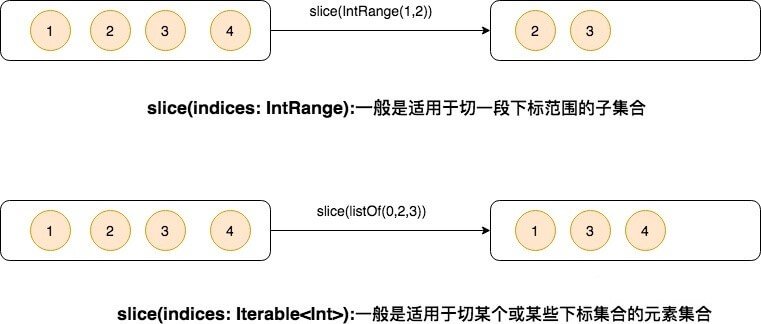 1 2 3 4 slice(IntRange(1,2)) 2 3
slice(indices: IntRange):一般是适用于切一段下标范围的子集合
1 2 3 4 slice(listOf(0,2,3)) 1 3 4
slice(indices: Iterable<Int>):一般是适用于切某个或某些下标集合的元素集合